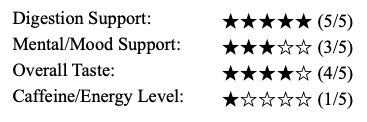 Digestion Support: ★★★★★ (5/5)
Mental/Mood Support: ★★★☆☆ (3/5)
Overall Taste: ★★★★☆ (4/5)
Caffeine/Energy Level: ★☆☆☆☆ (1/5)